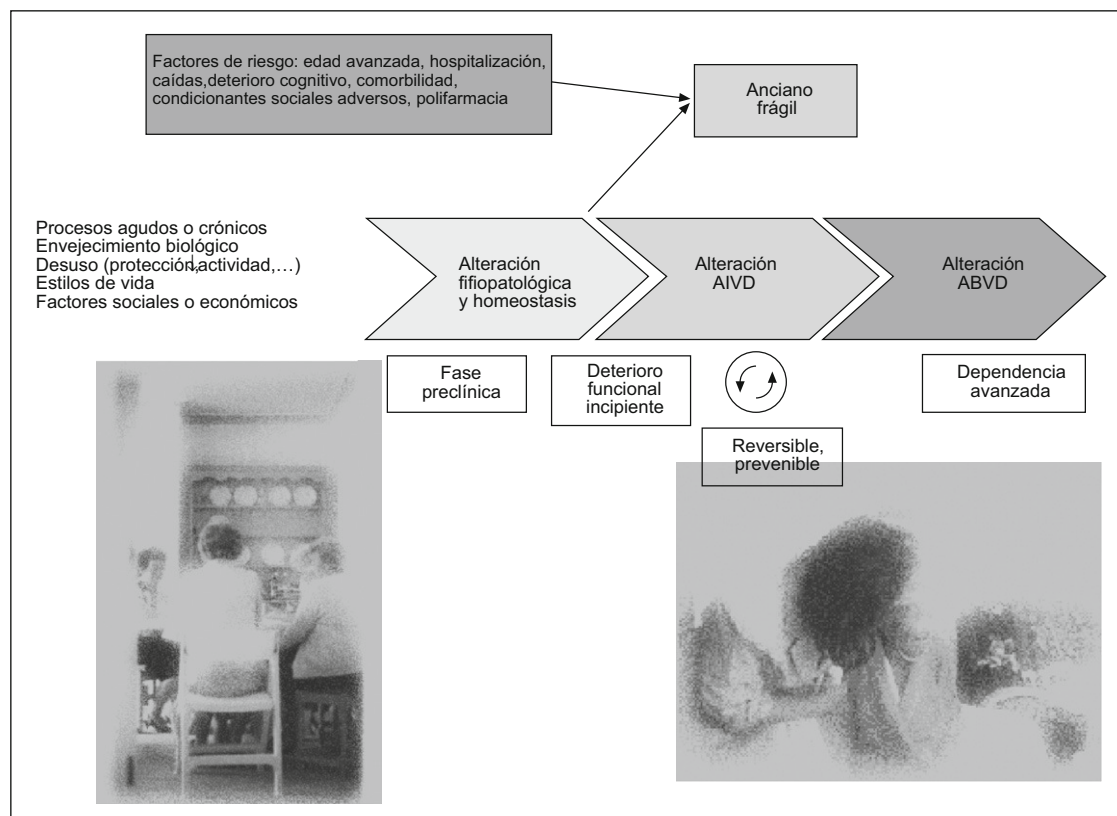 Factores de riesgo: edad avanzada, hospitalización,
caídas,deterioro cognitivo, comorbilidad,
condicionantes sociales adversos, polifarmacia
Anciano
frágil
Procesos agudos o crónicos
Envejecimiento biológico
Desuso (protección,↓actividad,…)
Estilos de vida
Factores sociales o económicos
Alteración
fifiopatológica
y homeostasis
Alteración
AIVD
Alteración
ABVD
Fase
preclínica
Deterioro
funcional
incipiente
Reversible,
prevenible
Dependencia
avanzada